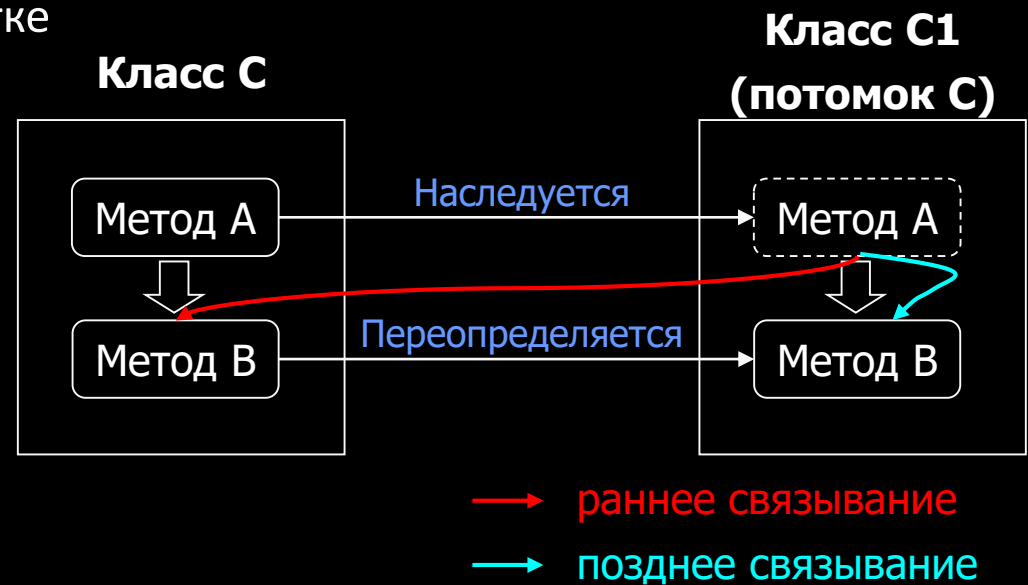 Класс С
Класс С1
(потомок С)
Метод А
Наследуется
Метод А
Метод В
Переопределяется
Метод В
раннее связывание
позднее связывание